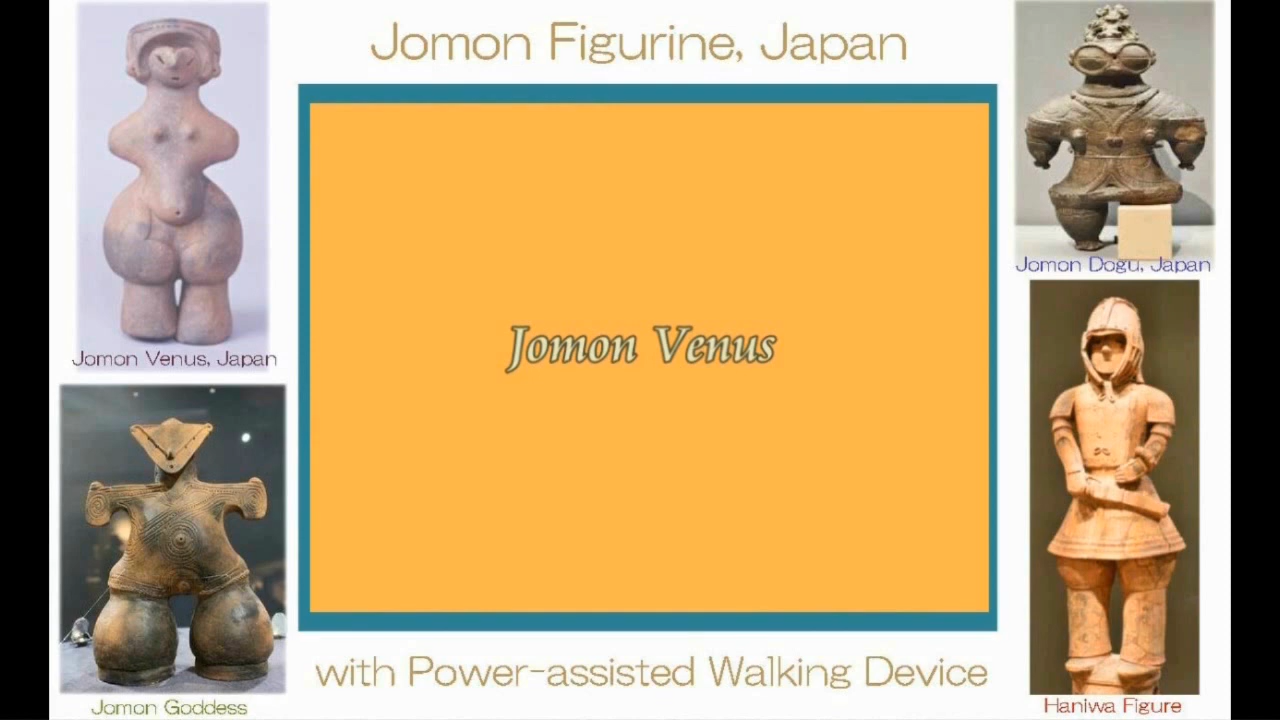 Jomon Figurine, Japan
Jomon Venus, Japan
Jomon Dogu, Japan
Jomon Venus
Jomon Goddess
Haniwa Figure
with Power-assisted Walking Device